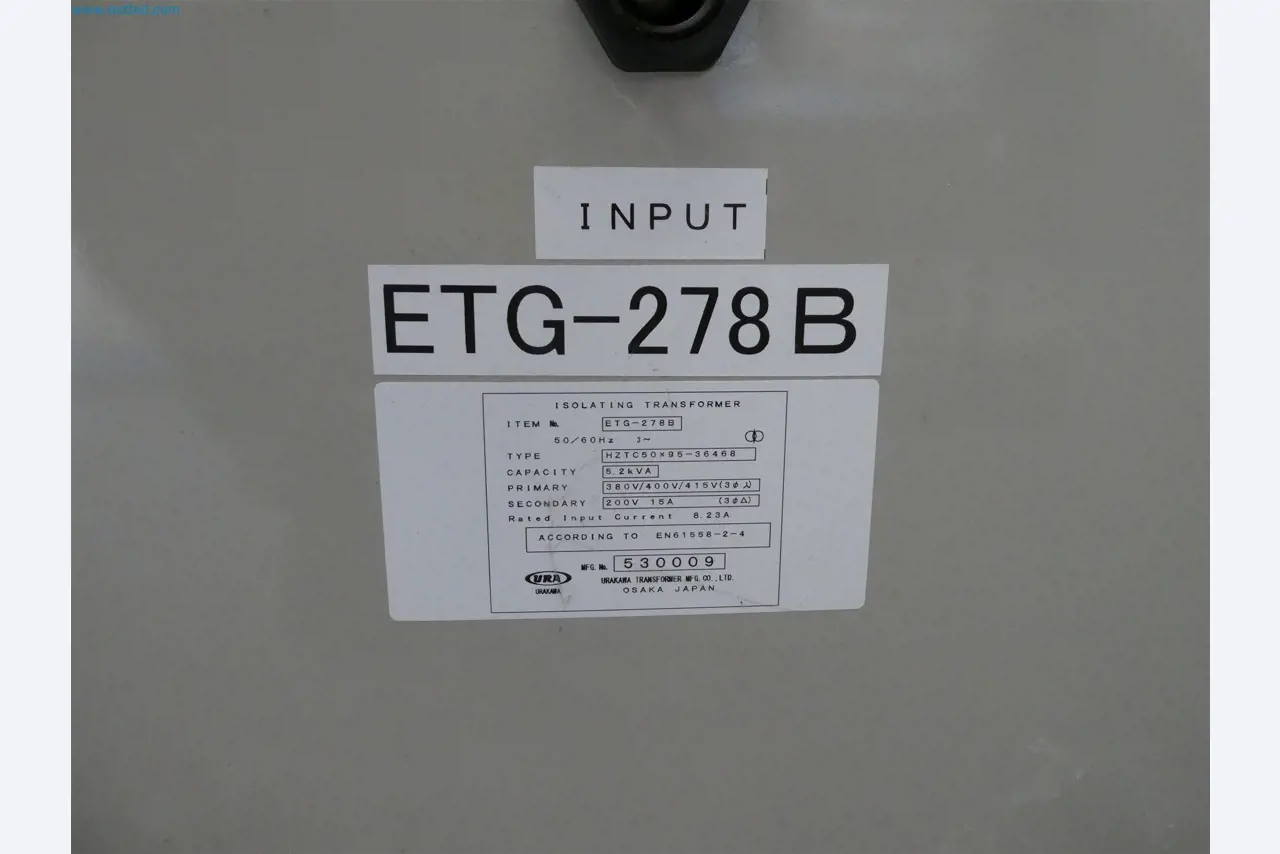 INPUT
ETG-278B
ISOLATING TRANSFORMER
ITEM № ETG-278B
50/60Hz 3~
TYPE HZTC50×95-36468
CAPACITY 5.2kVA
PRIMARY 380V/400V/415V(3φ⅄)
SECONDARY 200V 15A (3φ△)
Rated Input Current 8.23A
ACCORDING TO EN61558-2-4
MFG.№ 530009
URA
URAKAWA
URAKAWA TRANSFORMER MFG.CO.,LTD.
OSAKA JAPAN